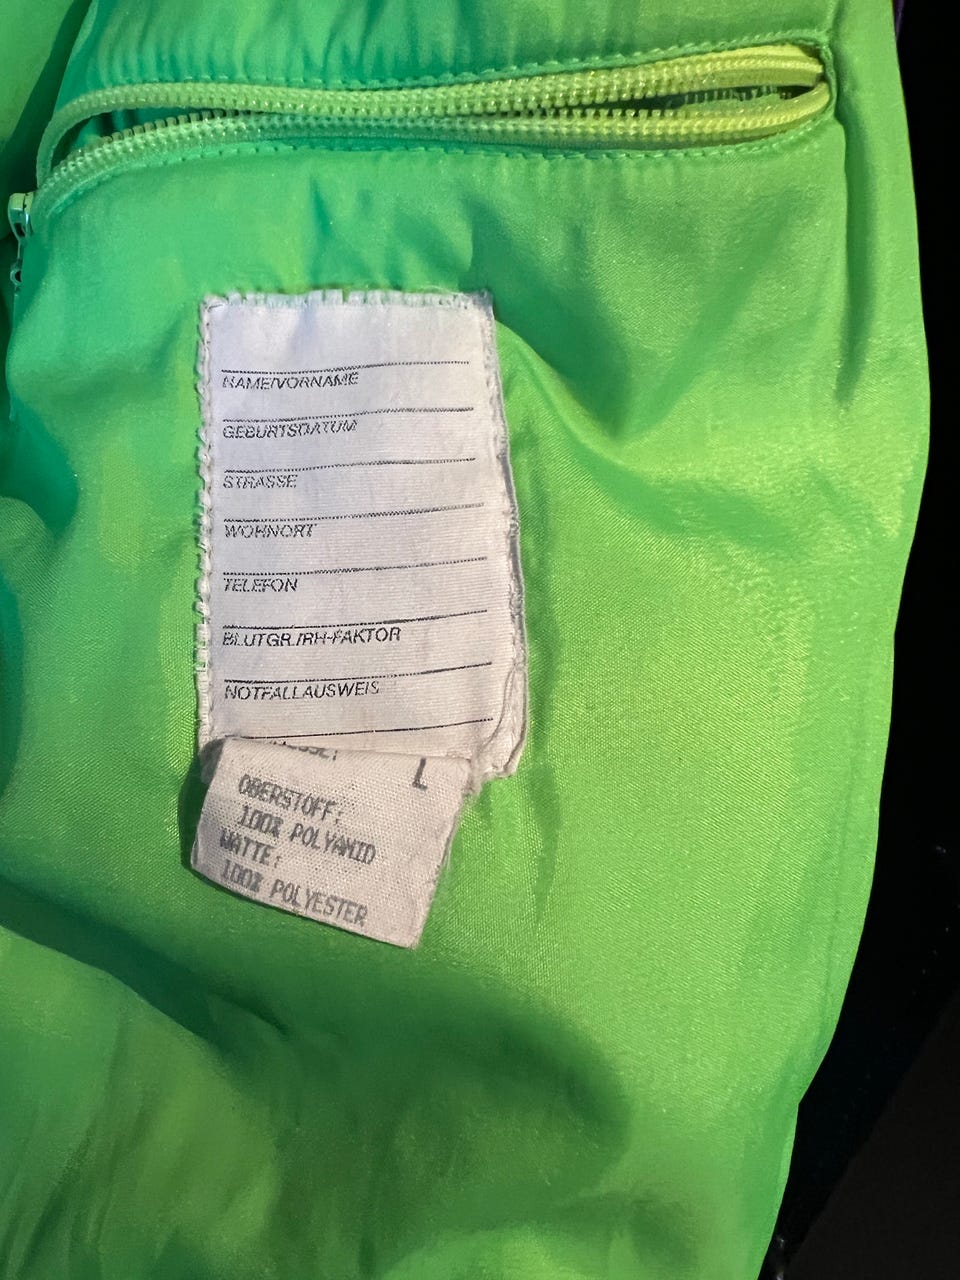 NAME/VORNAME
GEBURTSDATUM
STRASSE
WOHNORT
TELEFON
BLUTGR./RH-FAKTOR
NOTFALLAUSWEIS
L
OBERSTOFF:
100% POLYAMID
WATTE:
100% POLYESTER